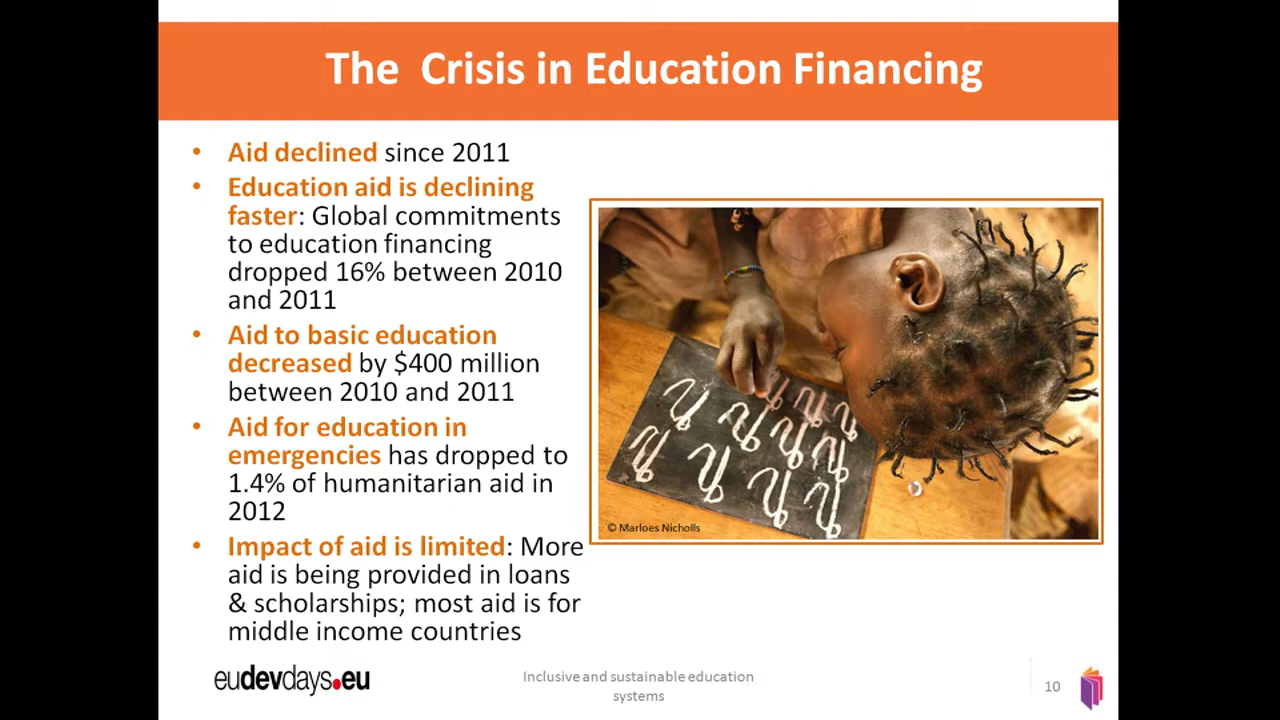 The  Crisis in Education Financing
• Aid declined since 2011
• Education aid is declining
faster: Global commitments
to education financing
dropped 16% between 2010
and 2011
• Aid to basic education
decreased by $400 million
between 2010 and 2011
• Aid for education in
emergencies has dropped to
1.4% of humanitarian aid in
2012
• Impact of aid is limited: More
aid is being provided in loans
& scholarships; most aid is for
middle income countries
© Marloes Nicholls
eudevdays.eu
Inclusive and sustainable education
systems
10